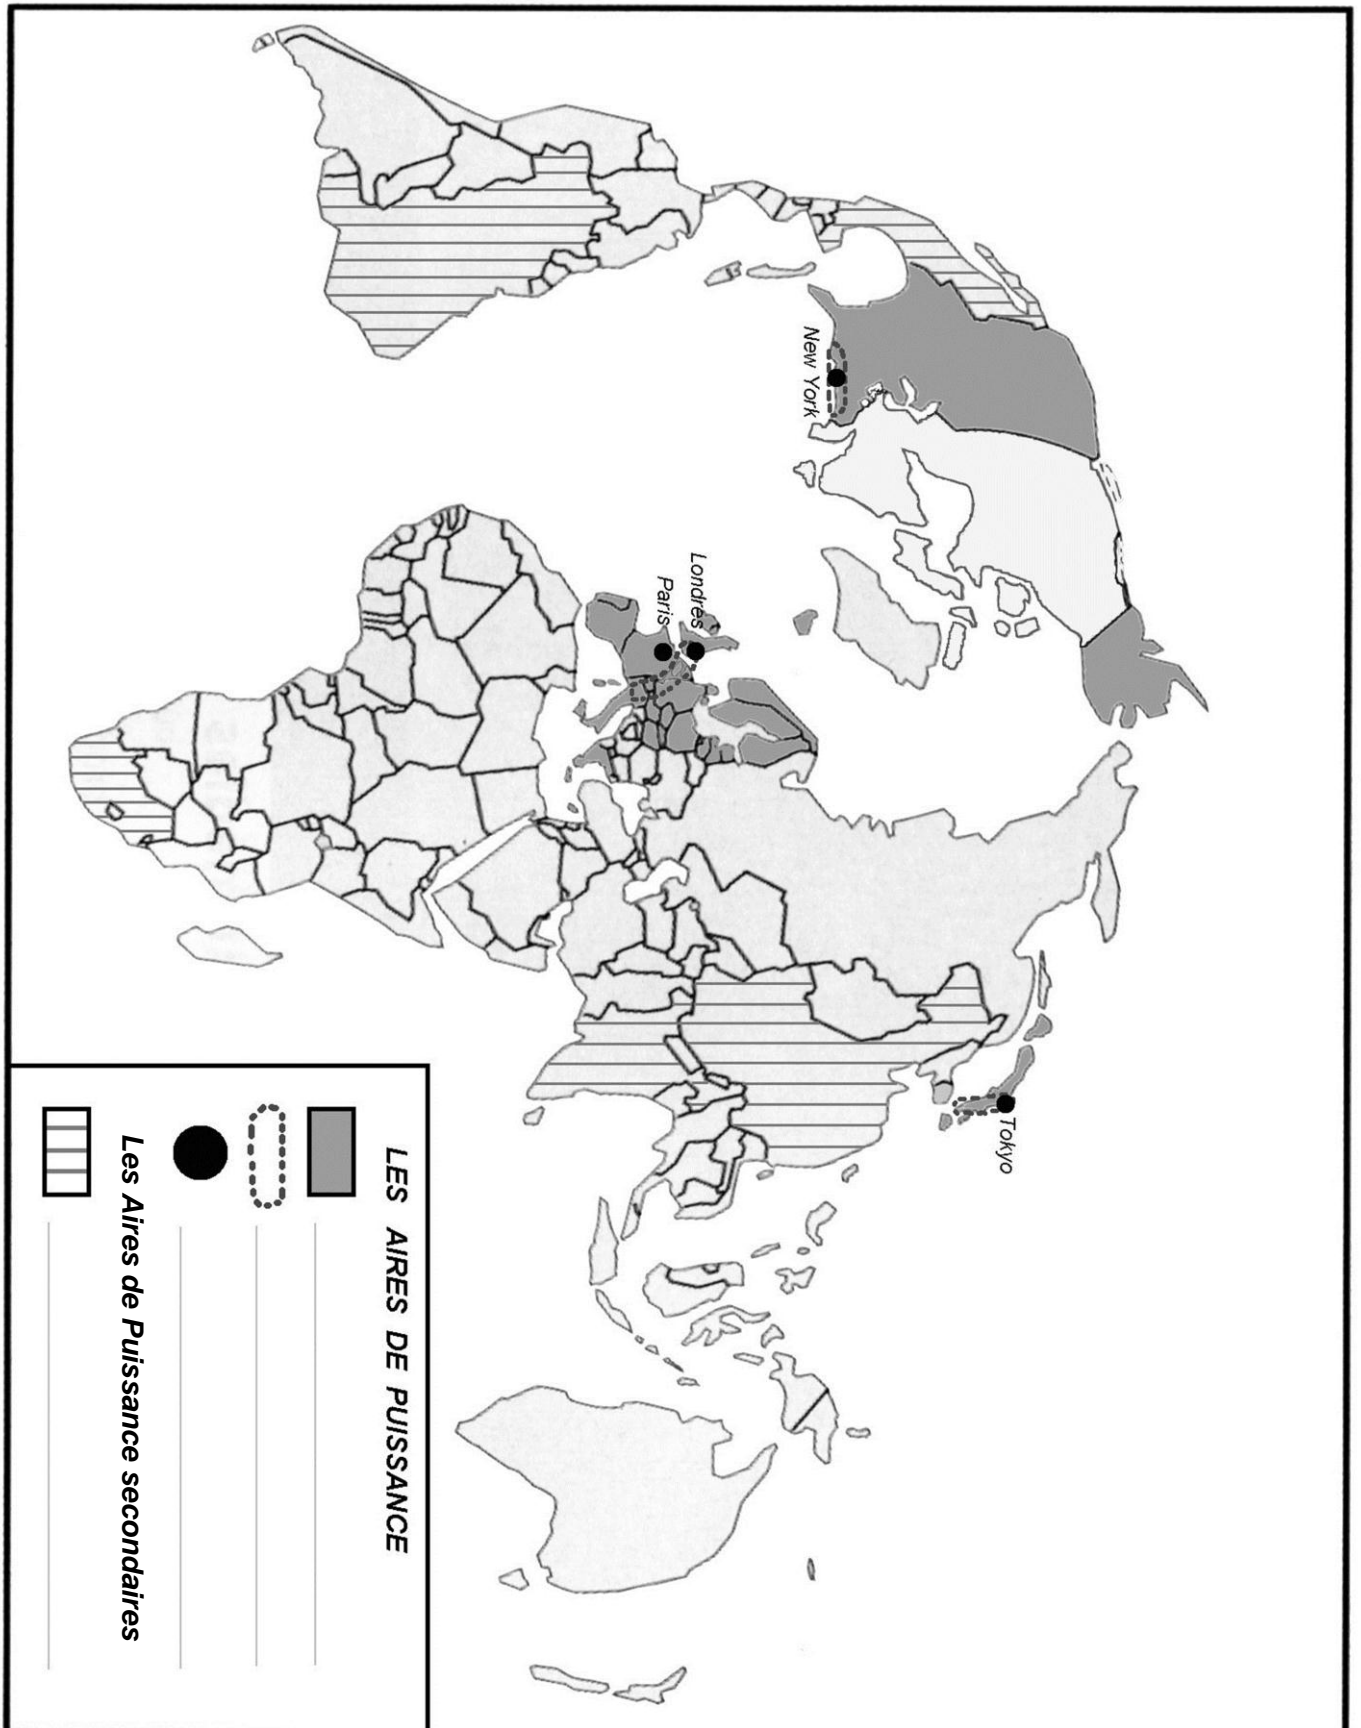 New York
Londres
Paris
Tokyo
LES AIRES DE PUISSANCE
Les Aires de Puissance secondaires